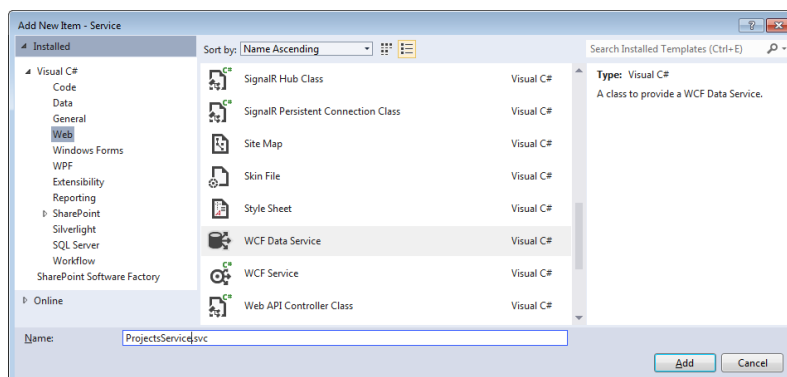 Add New Item - Service
Installed
Sort by: Name Ascending
Search Installed Templates (Ctrl+E)
Visual C#
Code
Data
General
Web
Windows Forms
WPF
Extensibility
Reporting
SharePoint
Silverlight
SQL Server
Workflow
SharePoint Software Factory
Online
SignalR Hub Class Visual C#
SignalR Persistent Connection Class Visual C#
Site Map Visual C#
Skin File Visual C#
Style Sheet Visual C#
WCF Data Service Visual C#
WCF Service Visual C#
Web API Controller Class Visual C#
Type: Visual C#
A class to provide a WCF Data Service.
Name: ProjectsService.svc
Add Cancel